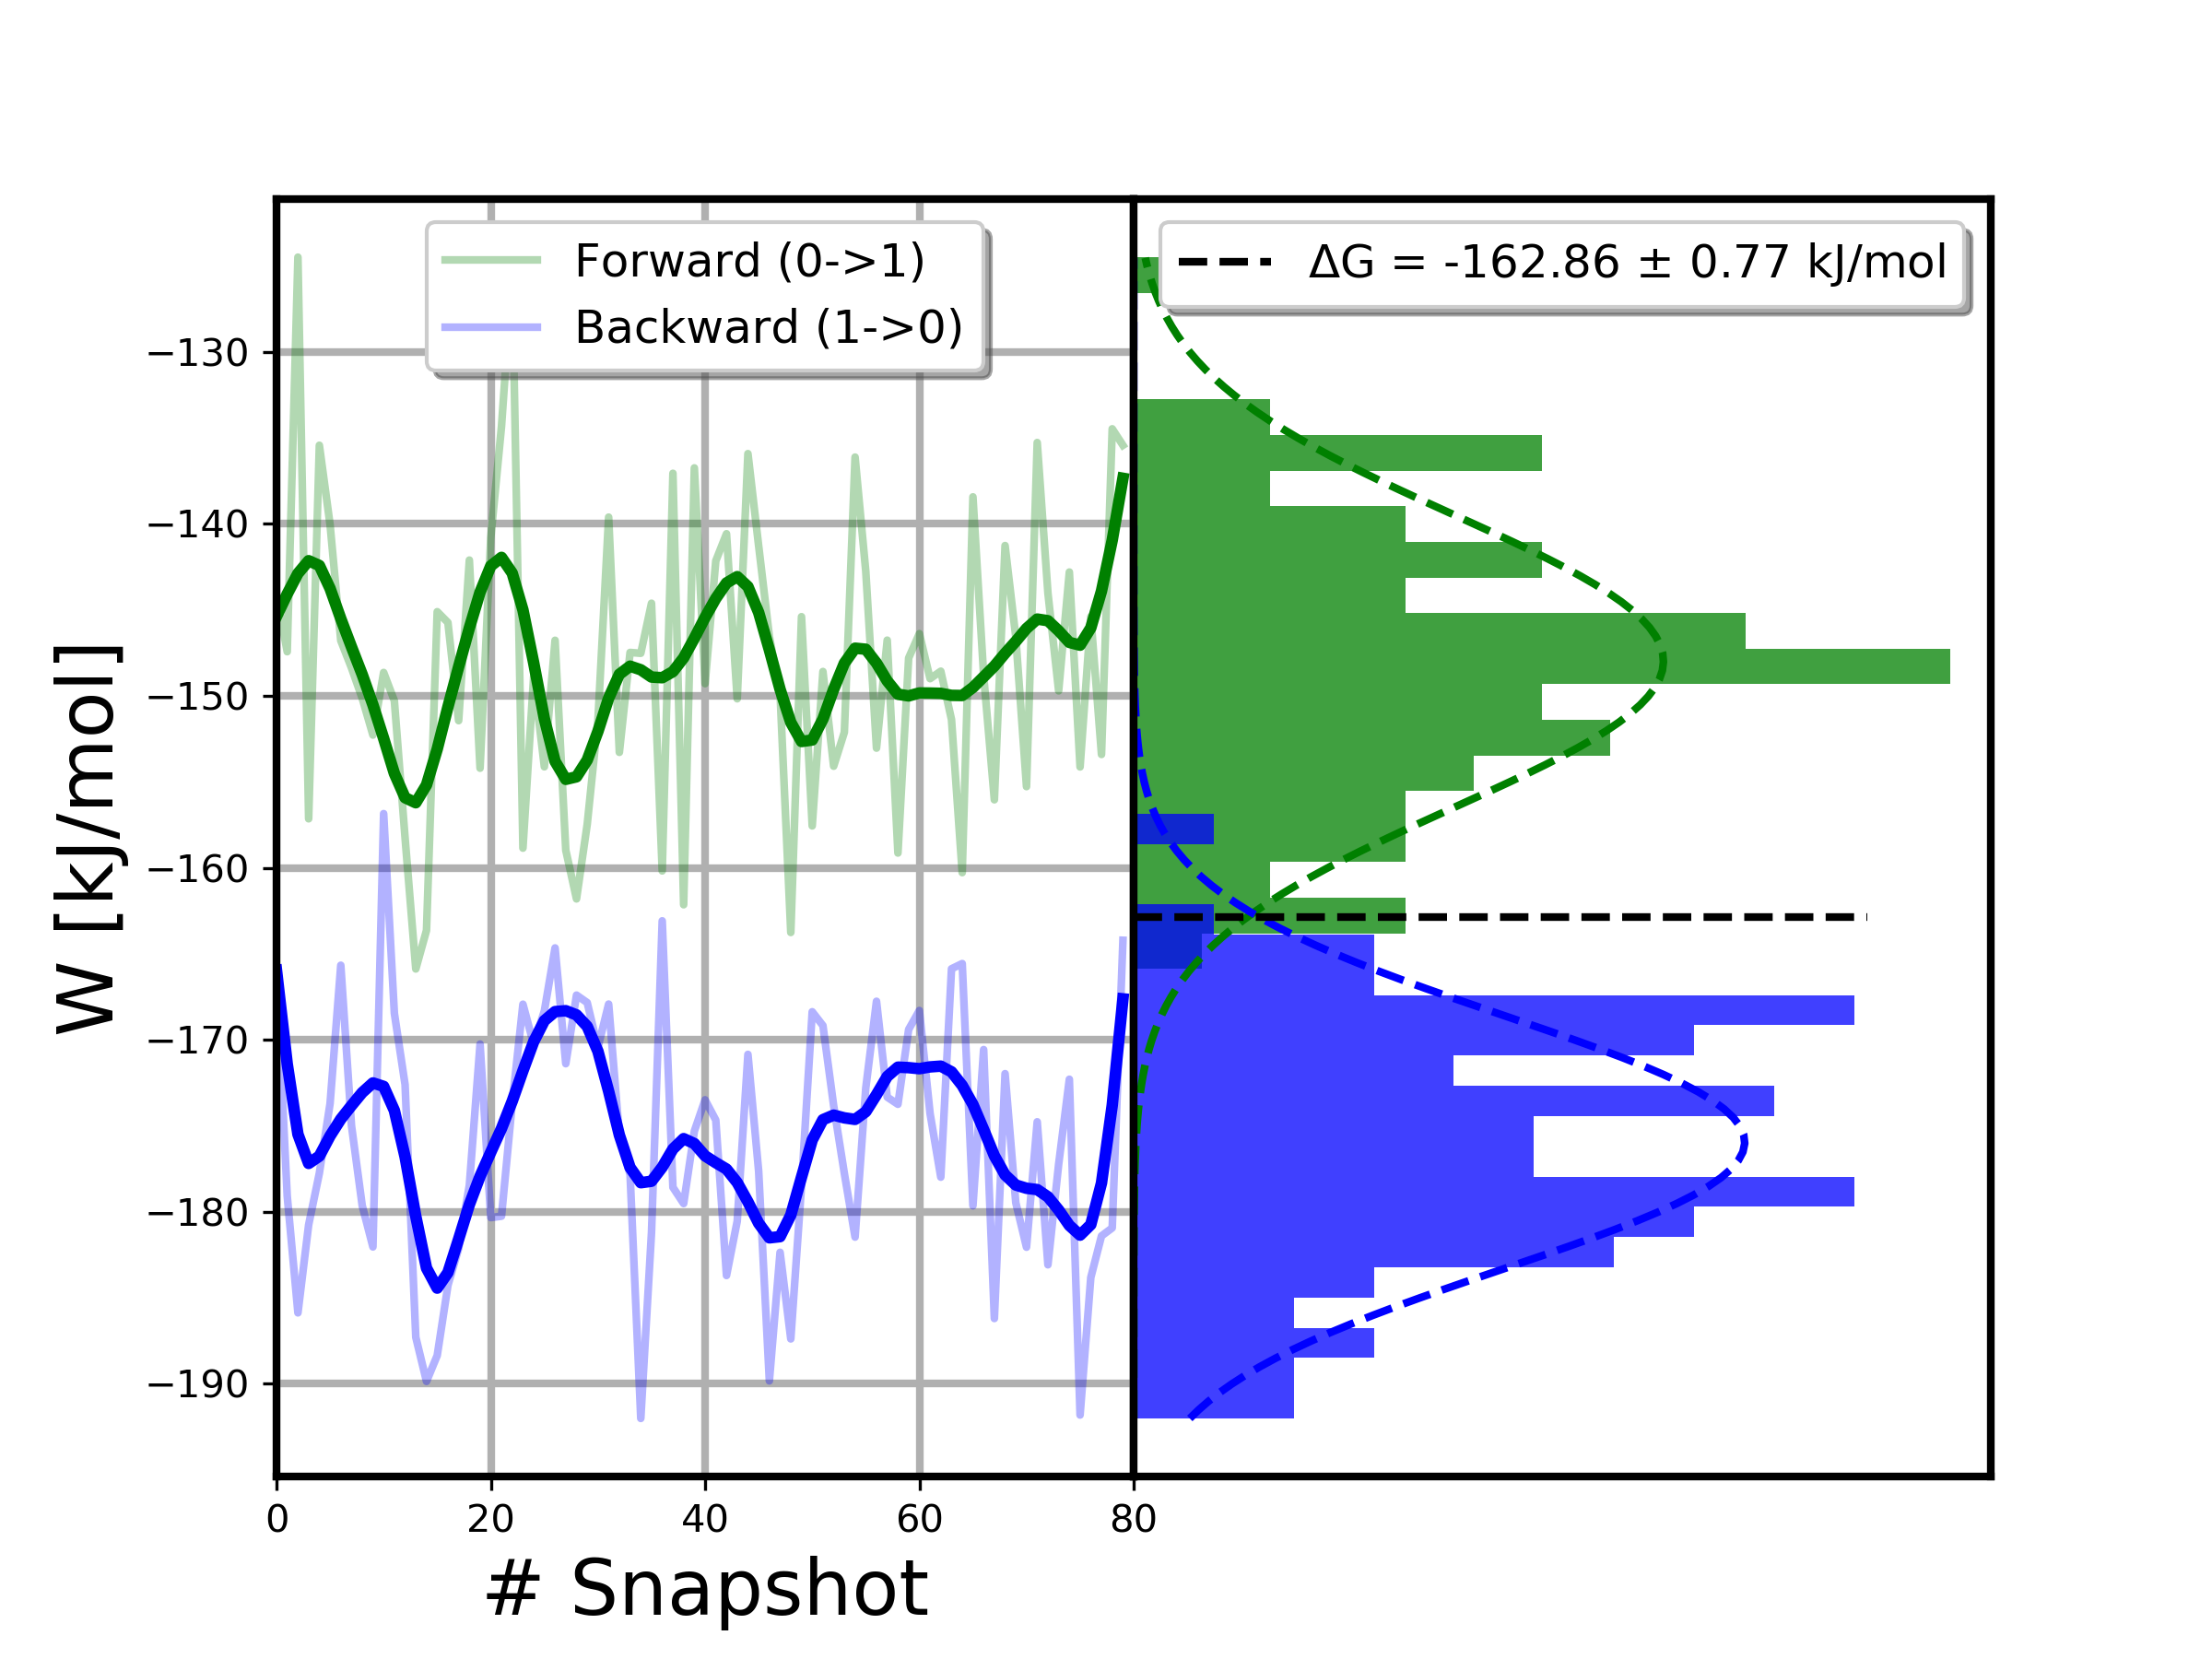 Forward (0->1)
Backward (1->0)
ΔG = -162.86 ± 0.77 kJ/mol
W [kJ/mol]
−130
−140
−150
−160
−170
−180
−190
0 20 40 60 80
# Snapshot